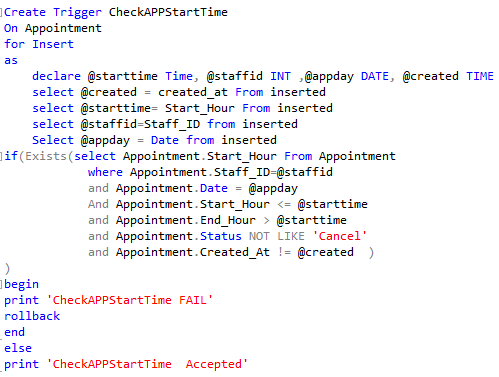 Create Trigger CheckAPPStartTime
On Appointment
for Insert
as
declare @starttime Time, @staffid INT ,@appday DATE, @created TIME
select @created = created_at From inserted
select @starttime= Start_Hour From inserted
select @staffid=Staff_ID from inserted
Select @appday = Date from inserted
if(Exists(select Appointment.Start_Hour From Appointment
where Appointment.Staff_ID=@staffid
and Appointment.Date = @appday
And Appointment.Start_Hour <= @starttime
and Appointment.End_Hour > @starttime
and Appointment.Status NOT LIKE 'Cancel'
and Appointment.Created_At != @created )
)
begin
print 'CheckAPPStartTime FAIL'
rollback
end
else
print 'CheckAPPStartTime  Accepted'